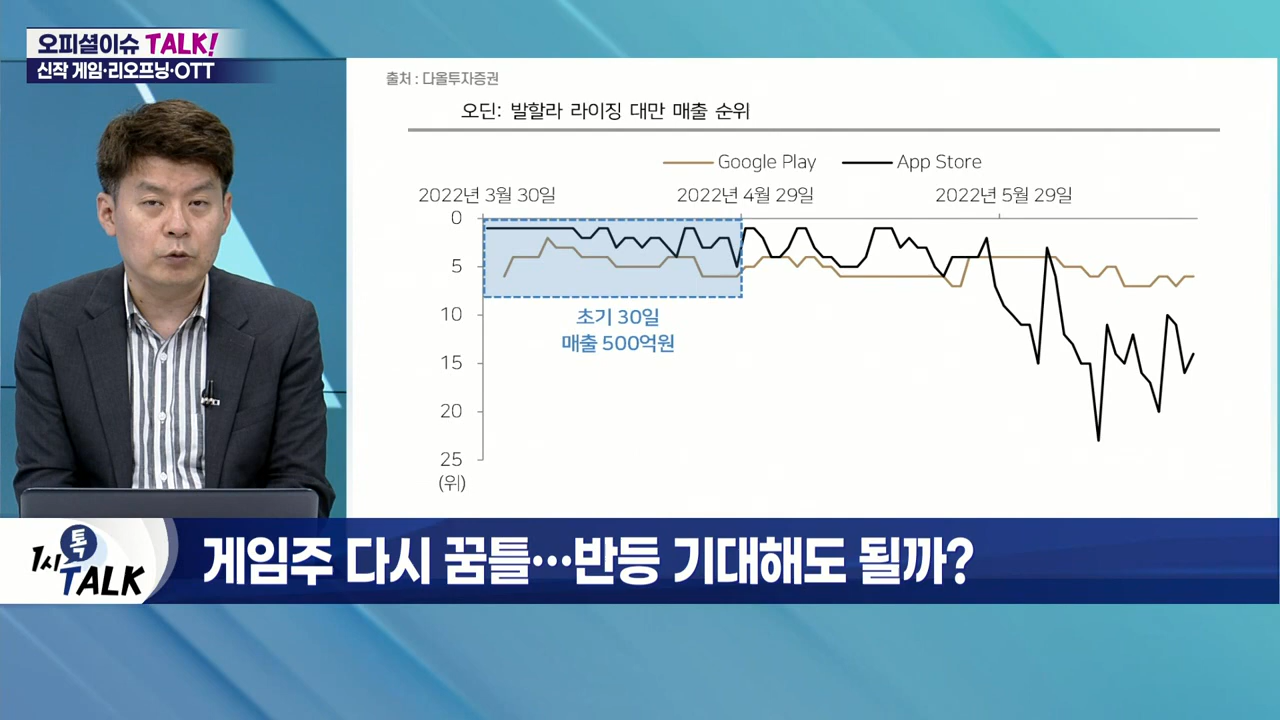 오피셜이슈 TALK!
신작 게임·리오프닝·OTT
출처 : 다올투자증권
오딘: 발할라 라이징 대만 매출 순위
Google Play
App Store
2022년 3월 30일
2022년 4월 29일
2022년 5월 29일
0
5
10
15
20
25
(위)
초기 30일
매출 500억원
1시 톡 TALK
게임주 다시 꿈틀…반등 기대해도 될까?